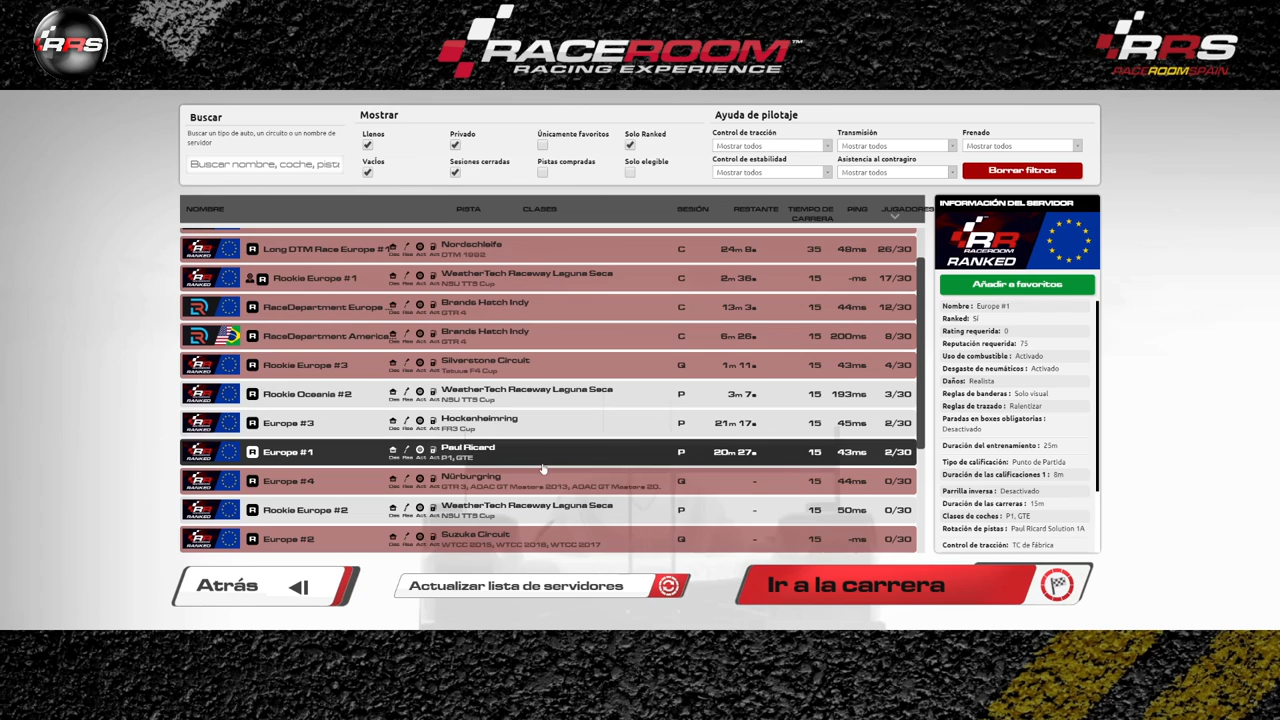 RRS
RACEROOM™
RACING EXPERIENCE
RRS
RACEROOMSPAIN
Buscar
Buscar un tipo de auto, un circuito o un nombre de
servidor
Buscar nombre, coche, pista
Mostrar
Llenos
Privado
Únicamente favoritos
Solo Ranked
Vacíos
Sesiones cerradas
Pistas compradas
Solo elegible
Ayuda de pilotaje
Control de tracción
Transmisión
Frenado
Mostrar todos
Mostrar todos
Mostrar todos
Control de estabilidad
Asistencia al contragiro
Mostrar todos
Mostrar todos
Borrar filtros
NOMBRE PISTA CLASES SESIÓN RESTANTE TIEMPO DE CARRERA PING JUGADORES
RANKED R Long DTM Race Europe #1 Nordschleife C 24m 8s 35 48ms 26/30
DTM 1992
RANKED R Rookie Europe #1 WeatherTech Raceway Laguna Seca C 2m 36s 15 -ms 17/30
NSU TTS Cup
R RaceDepartment Europe Brands Hatch Indy C 13m 3s 15 44ms 12/30
GTR 4
R RaceDepartment America Brands Hatch Indy C 6m 26s 15 200ms 9/30
GTR 4
RANKED R Rookie Europe #3 Silverstone Circuit Q 1m 11s 15 43ms 4/30
Tatuus F4 Cup
RANKED R Rookie Oceania #2 WeatherTech Raceway Laguna Seca P 3m 7s 15 193ms 3/30
NSU TTS Cup
RANKED R Europe #3 Hockenheimring P 21m 17s 15 45ms 2/30
FR3 Cup
RANKED R Europe #1 Paul Ricard P 20m 27s 15 43ms 2/30
P1, GTE
RANKED R Europe #4 Nürburgring Q - 15 44ms 0/30
GTR 3, ADAC GT Masters 2013, ADAC GT Masters 20..
RANKED R Rookie Europe #2 WeatherTech Raceway Laguna Seca P - 15 50ms 0/30
NSU TTS Cup
RANKED R Europe #2 Suzuka Circuit Q - 15 -ms 0/30
WTCC 2015, WTCC 2016, WTCC 2017
INFORMACIÓN DEL SERVIDOR
RR
RACEROOM
RANKED
Añadir a favoritos
Nombre : Europe #1
Ranked: Sí
Rating requerida: 0
Reputación requerida: 75
Uso de combustible: Activado
Desgaste de neumáticos: Activado
Daños: Realista
Reglas de banderas : Solo visual
Reglas de trazado : Ralentizar
Paradas en boxes obligatorias :
Desactivado
Duración del entrenamiento : 25m
Tipo de calificación: Punto de Partida
Duración de las calificaciones 1 : 8m
Parrilla inversa : Desactivado
Duración de las carreras : 15m
Clases de coches : P1, GTE
Rotación de pistas : Paul Ricard Solution 1A
Control de tracción: TC de fábrica
Atrás
Actualizar lista de servidores
Ir a la carrera